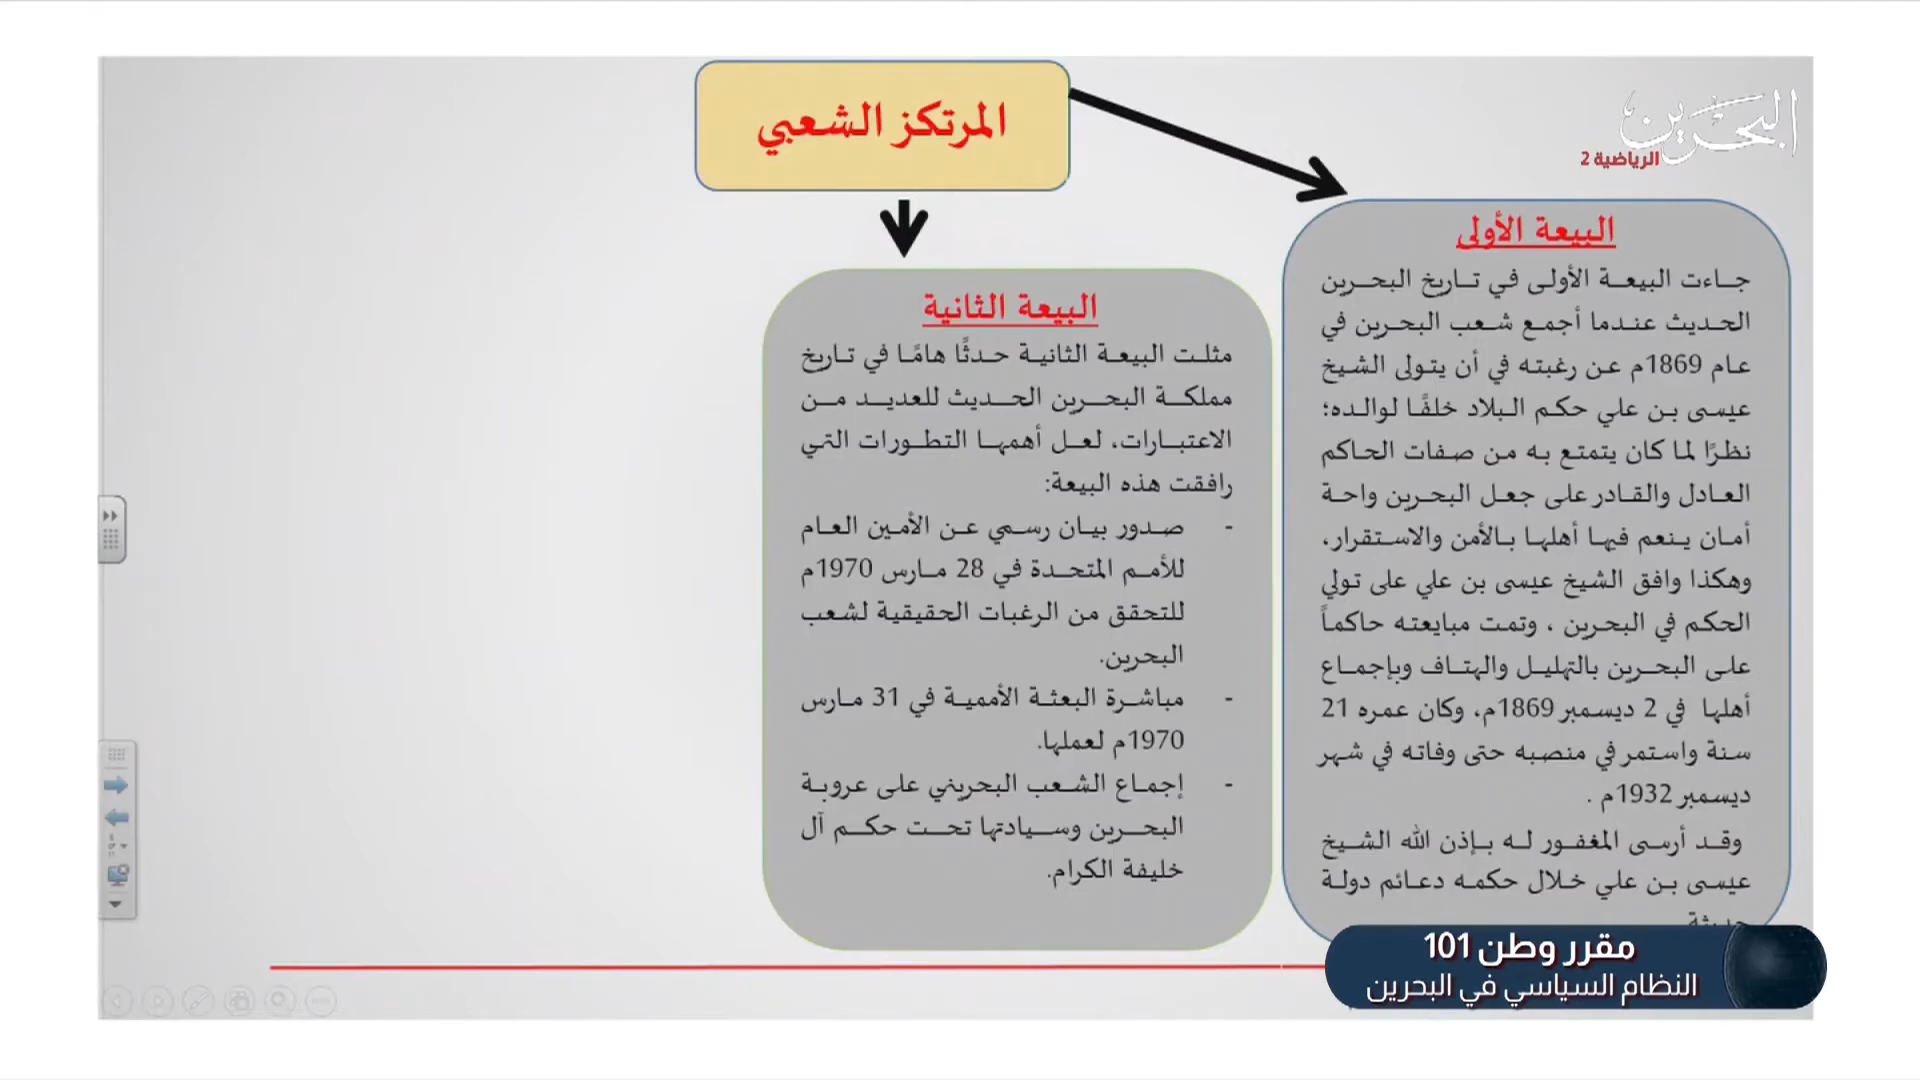 المرتكز الشعبي
البحرين
الرياضية 2
البيعة الأولى
جاءت البيعة الأولى في تاريخ البحرين
الحديث عندما أجمع شعب البحرين في
عام 1869م عن رغبته في أن يتولى الشيخ
عيسى بن علي حكم البلاد خلفًا لوالده؛
نظرًا لما كان يتمتع به من صفات الحاكم
العادل والقادر على جعل البحرين واحة
أمان ينعم فيها أهلها بالأمن والاستقرار،
وهكذا وافق الشيخ عيسى بن علي على تولي
الحكم في البحرين ، وتمت مبايعته حاكماً
على البحرين بالتهليل والهتاف وبإجماع
أهلها في 2 ديسمبر 1869م، وكان عمره 21
سنة واستمر في منصبه حتى وفاته في شهر
ديسمبر 1932م .
وقد أرسى المغفور له بإذن الله الشيخ
عيسى بن علي خلال حكمه دعائم دولة
حديثة
البيعة الثانية
مثلت البيعة الثانية حدثًا هامًا في تاريخ
مملكة البحرين الحديث للعديد من
الاعتبارات، لعل أهمها التطورات التي
رافقت هذه البيعة:
- صدور بيان رسمي عن الأمين العام
للأمم المتحدة في 28 مارس 1970م
للتحقق من الرغبات الحقيقية لشعب
البحرين.
- مباشرة البعثة الأممية في 31 مارس
1970م لعملها.
- إجماع الشعب البحريني على عروبة
البحرين وسيادتها تحت حكم آل
خليفة الكرام.
مقرر وطن 101
النظام السياسي في البحرين